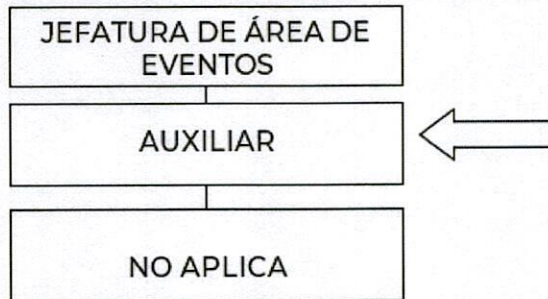 JEFATURA DE ÁREA DE
EVENTOS
AUXILIAR
NO APLICA